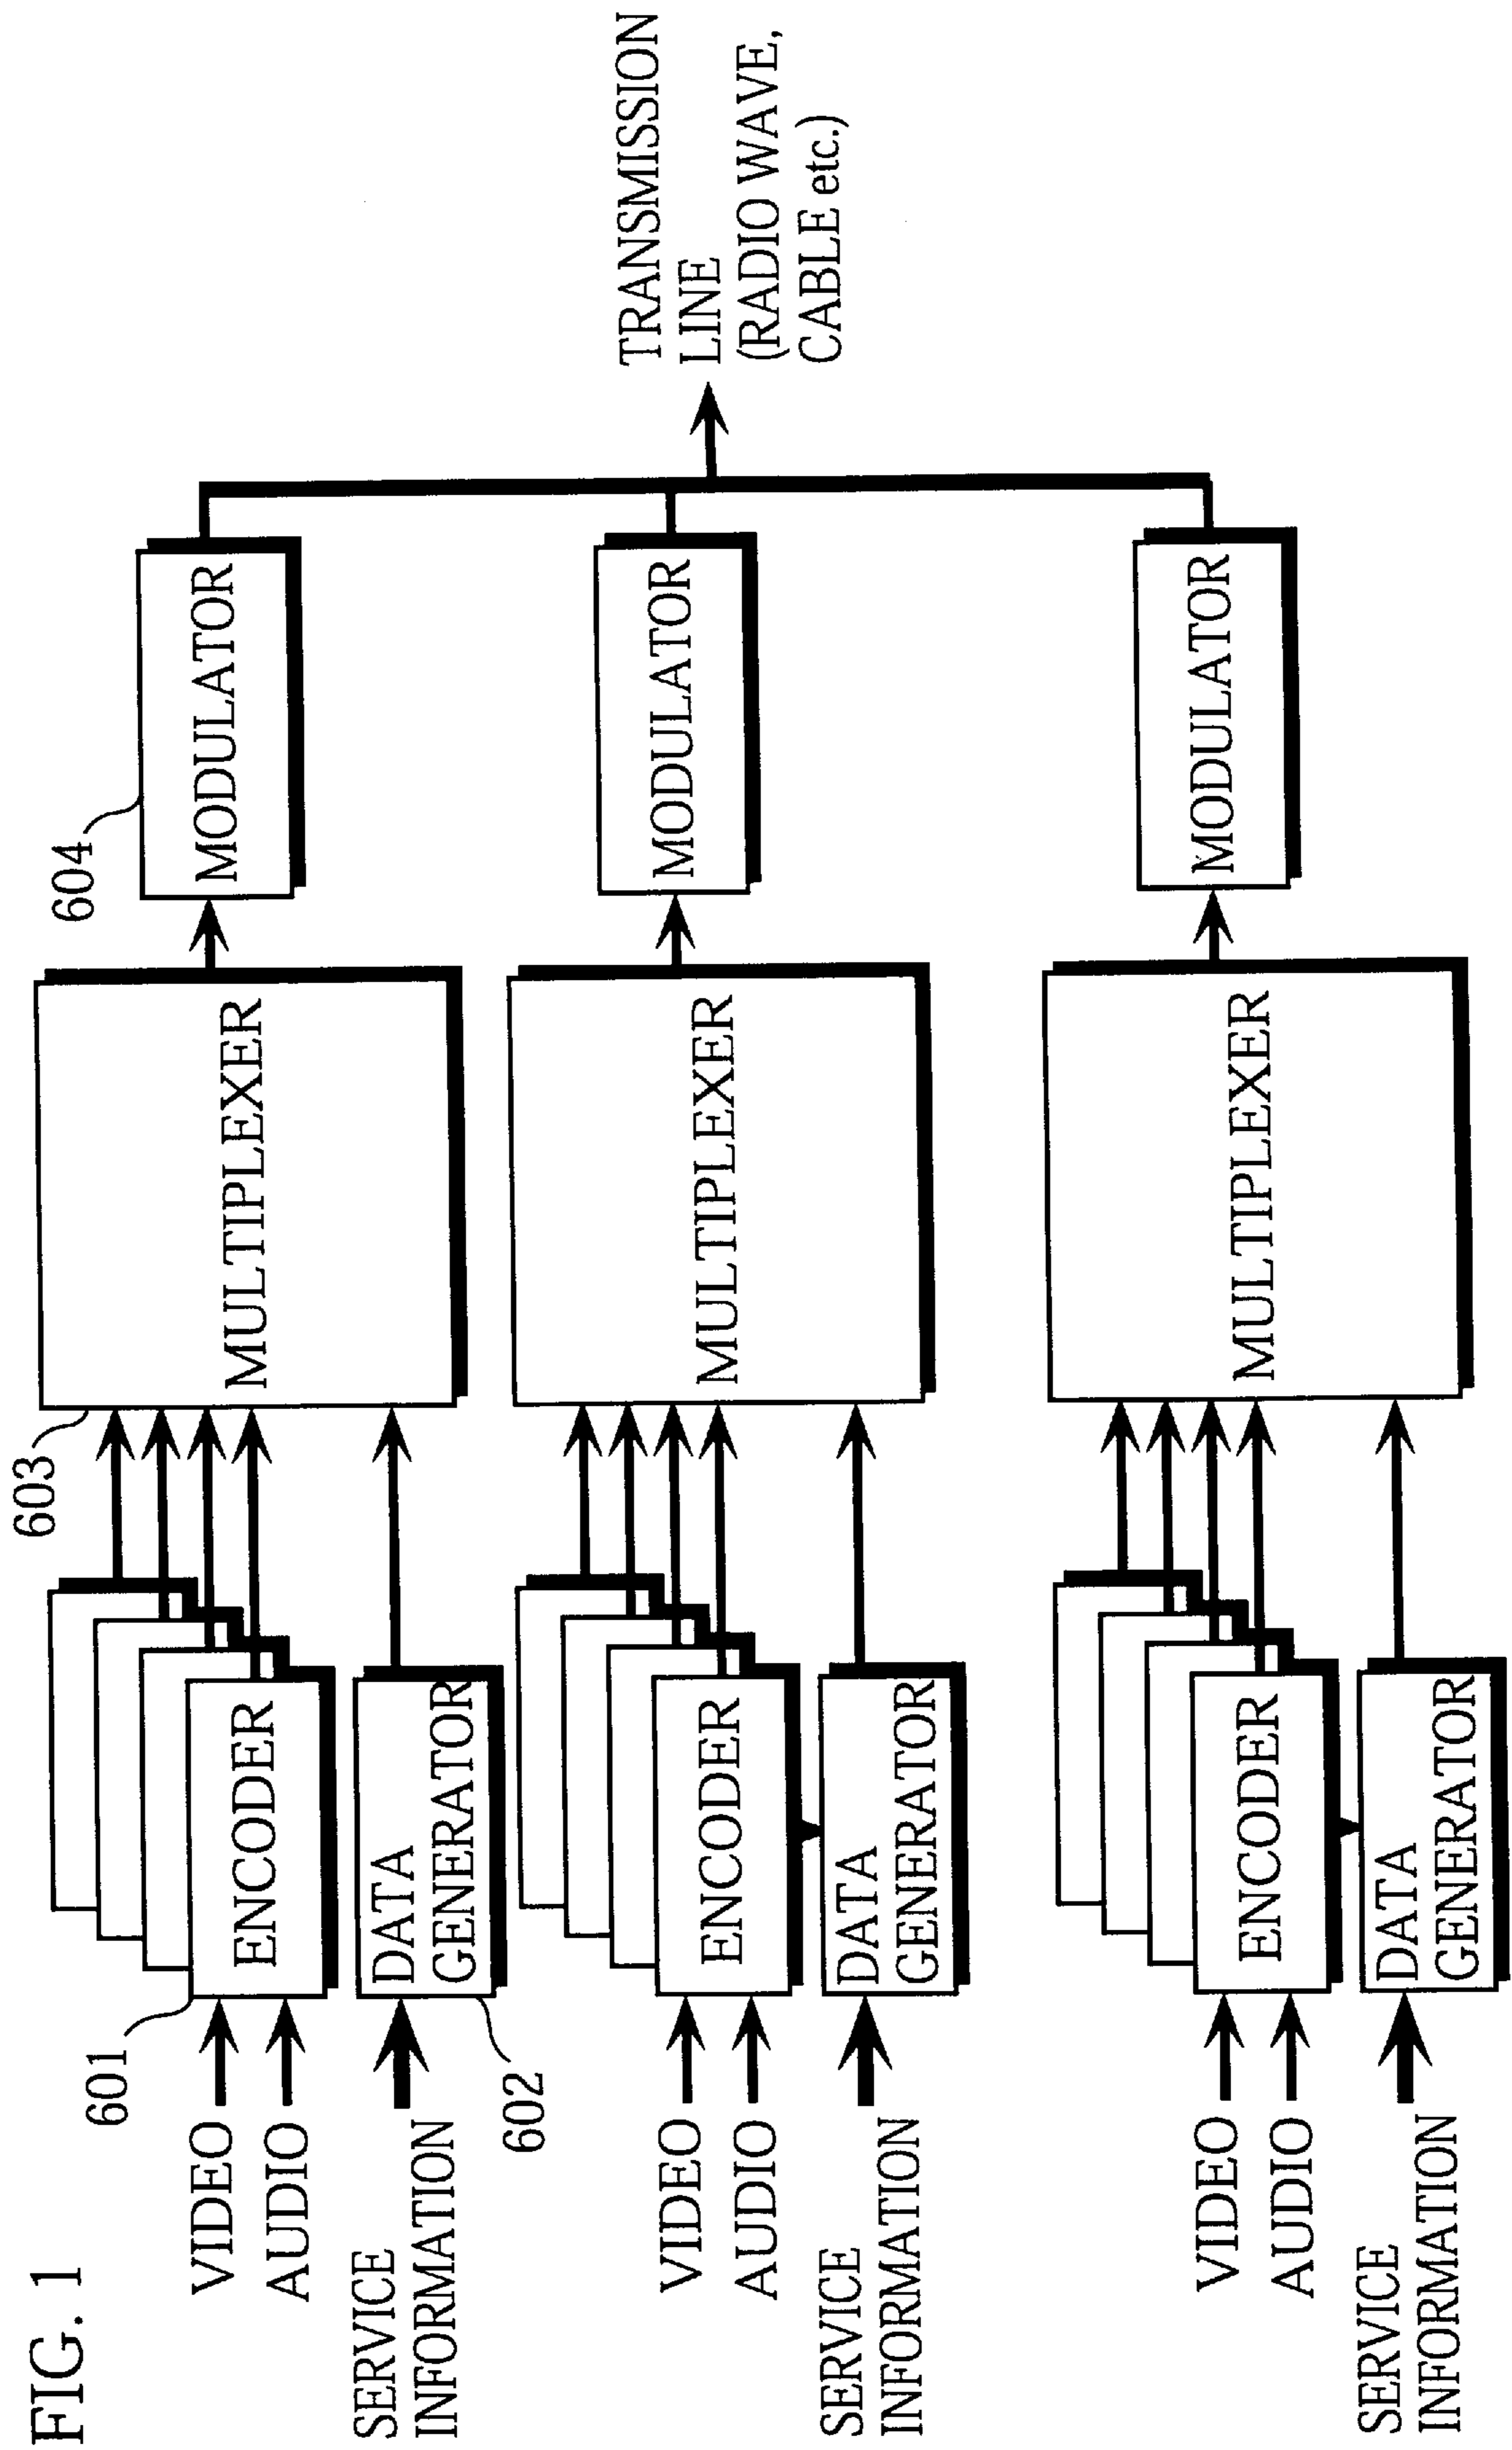 FIG. 1
601
VIDEO
AUDIO
ENCODER
SERVICE
INFORMATION
602
DATA
GENERATOR
603
MULTIPLEXER
604
MODULATOR
VIDEO
AUDIO
ENCODER
SERVICE
INFORMATION
DATA
GENERATOR
MULTIPLEXER
MODULATOR
VIDEO
AUDIO
ENCODER
SERVICE
INFORMATION
DATA
GENERATOR
MULTIPLEXER
MODULATOR
TRANSMISSION
LINE
(RADIO WAVE,
CABLE etc.)